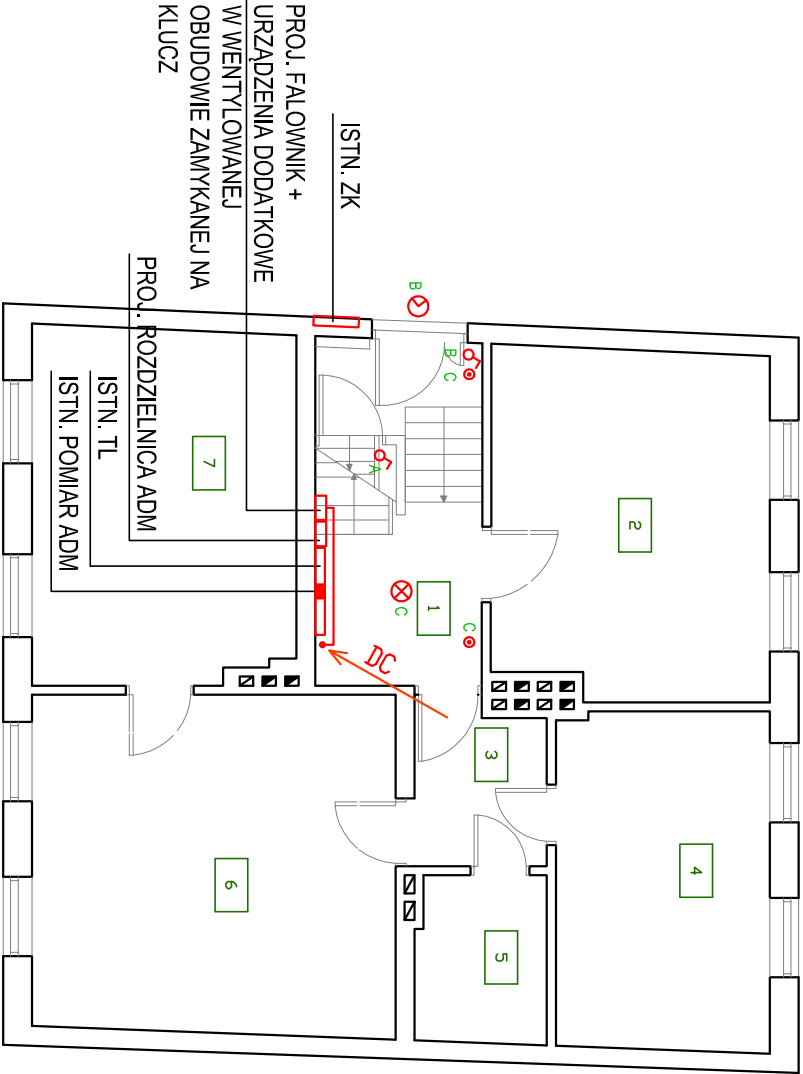 PROJ. FALOWNIK +
URZĄDZENIA DODATKOWE
W WENTYLOWANEJ
OBUDOWIE ZAMYKANEJ NA
KLUCZ
ISTN. ZK
PROJ. ROZDZIELNICA ADM
ISTN. TL
ISTN. POMIAR ADM
B
B
C
A
C
C
DC
1
2
3
4
5
6
7